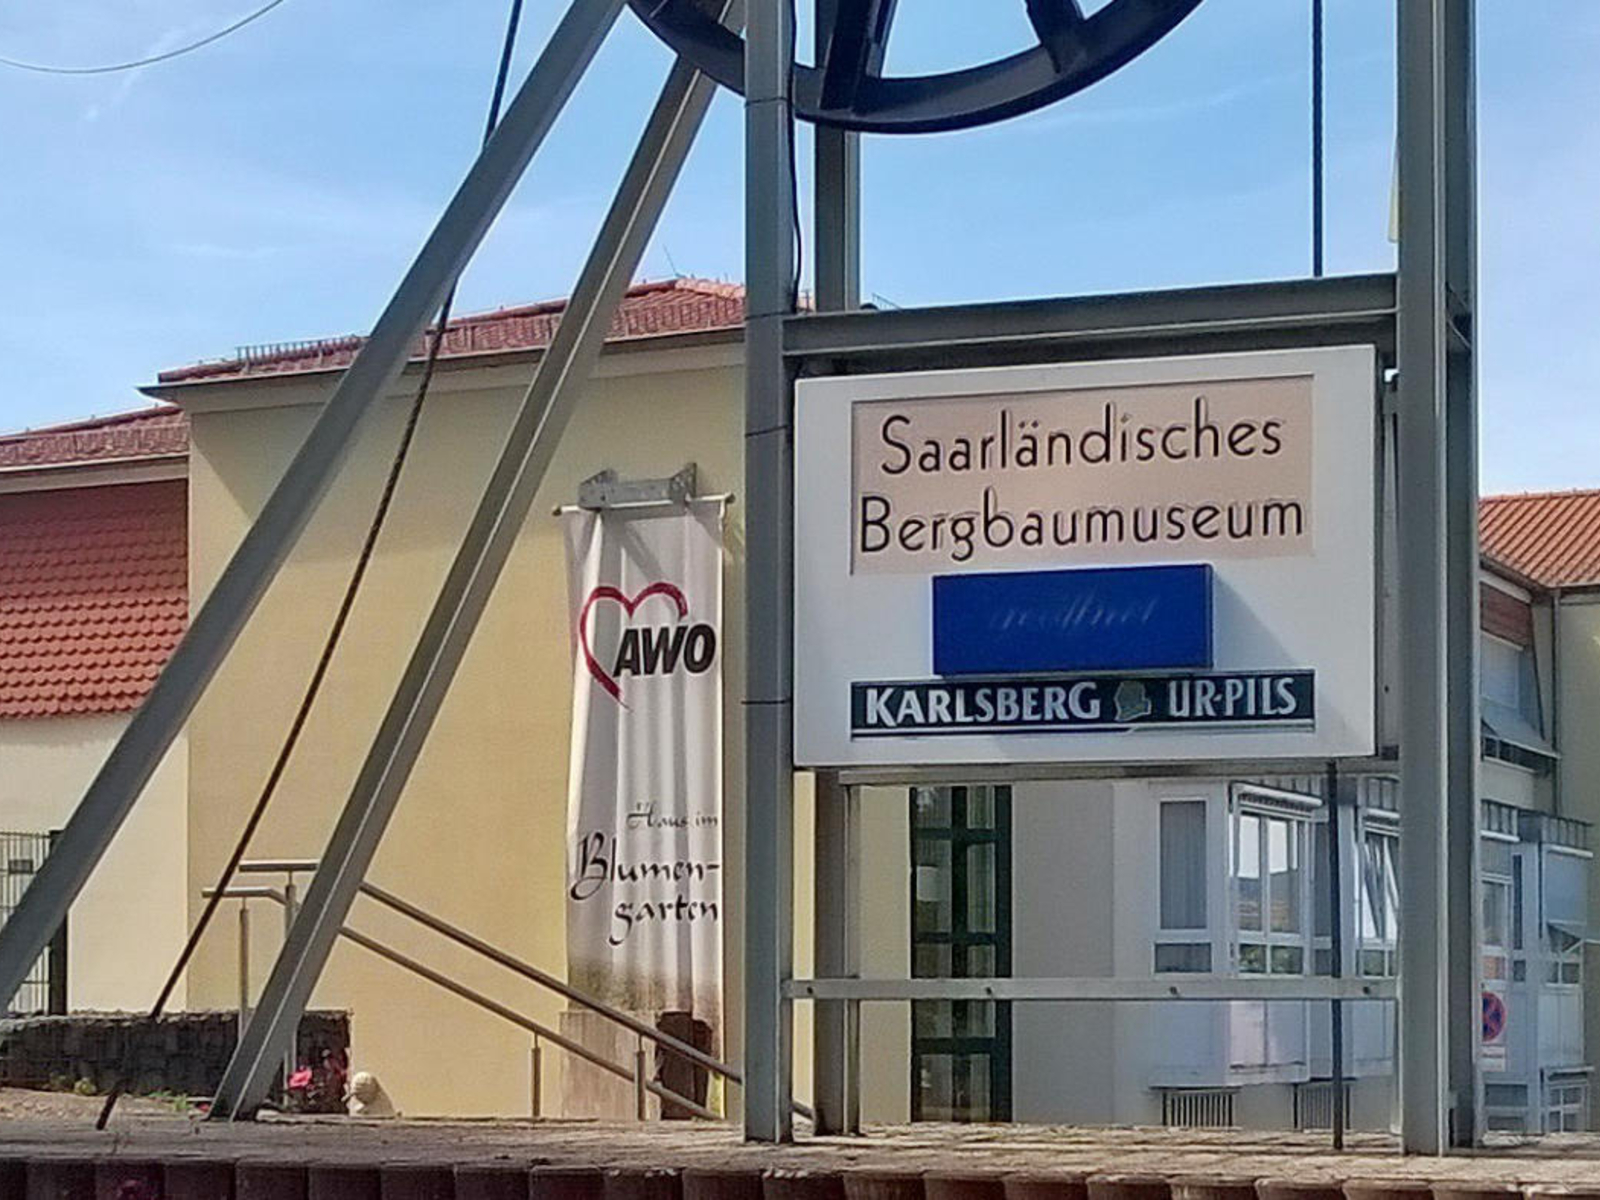 Saarländisches
Bergbaumuseum
KARLSBERG UR-PILS
AWO
Haus im
Blumen-
garten